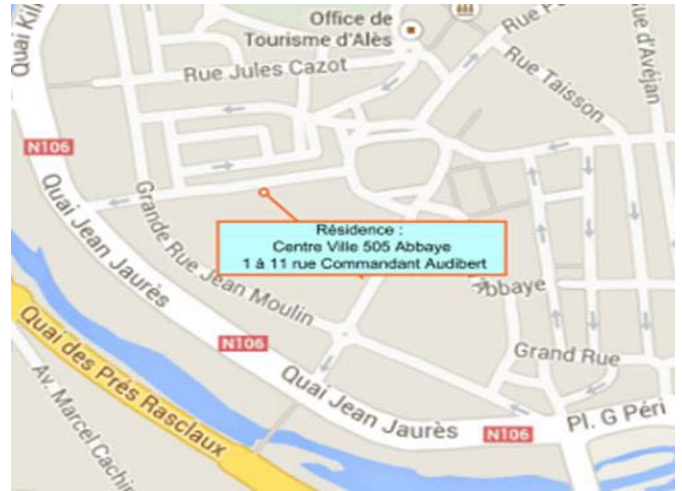 Quai Kil
Office de
Tourisme d'Alès
Rue Jules Cazot
Rue Taisson
Rue d'Avéjan
N106
Résidence :
Centre Ville 505 Abbaye
1 à 11 rue Commandant Audibert
Quai Jean Jaurès
Grande Rue Jean Moulin
Abbaye
Grand Rue
N106
Quai des Prés Rasclaux
Quai Jean Jaurès
N106
Pl. G Péri
Av. Marcel Cachin